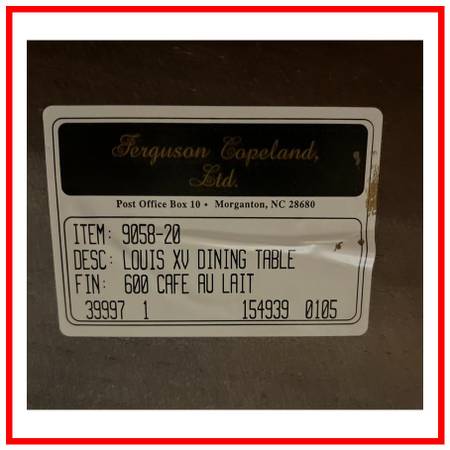 Ferguson Copeland,
Ltd.
Post Office Box 10 • Morganton, NC 28680
ITEM: 9058-20
DESC: LOUIS XV DINING TABLE
FIN: 600 CAFE AU LAIT
39997 1 154939 0105